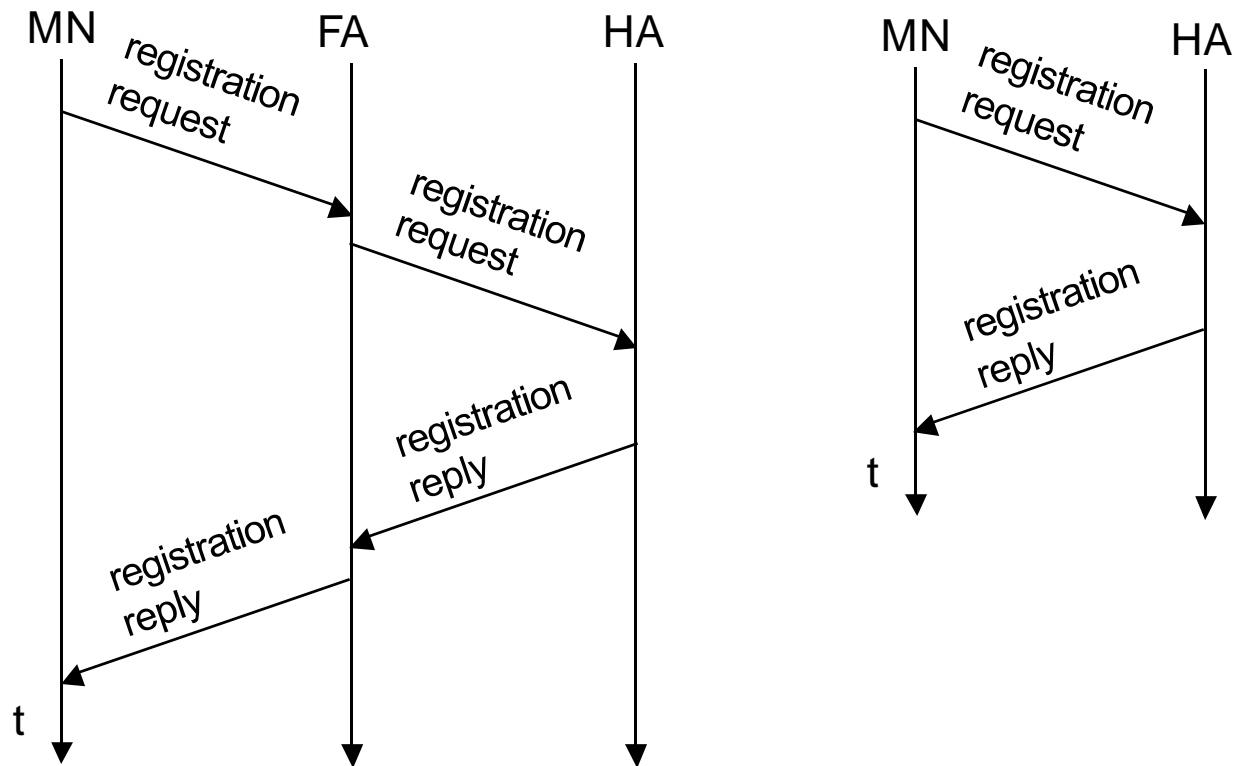 MN
FA
HA
registration
request
registration
request
registration
reply
registration
reply
t
MN
HA
registration
request
registration
reply
t